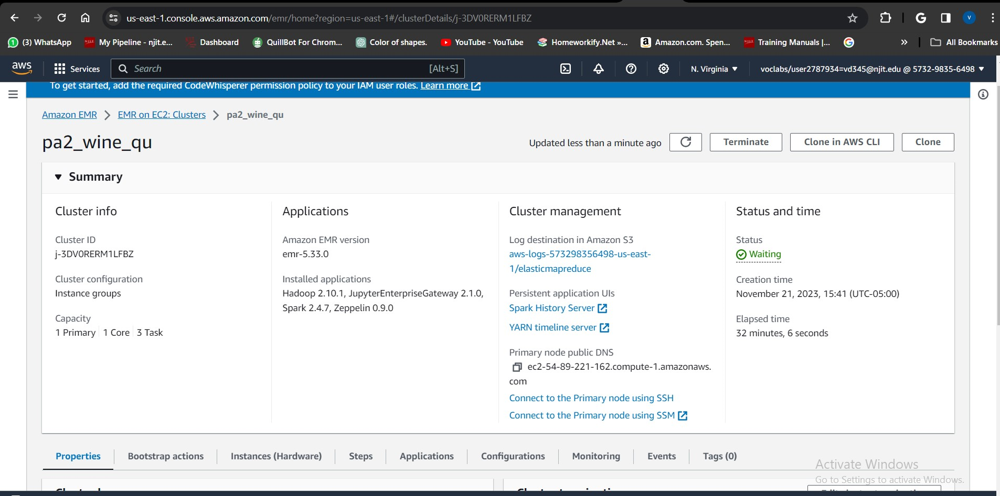 us-east-1.console.aws.amazon.com/emr/home?region=us-east-1#/clusterDetails/j-3DV0RERM1LFBZ
V
(3) WhatsApp
My Pipeline - njit.e...
Dashboard
QuillBot For Chrom...
Color of shapes.
YouTube - YouTube
Homeworkify.Net »...
Amazon.com. Spen...
Training Manuals |...
»
All Bookmarks
aws
Services
Search
[Alt+S]
N. Virginia
voclabs/user2787934=vd345@njit.edu @ 5732-9835-6498
To get started, add the required CodeWhisperer permission policy to your IAM user roles. Learn more
Amazon EMR > EMR on EC2: Clusters > pa2_wine_qu
pa2_wine_qu
Updated less than a minute ago
Terminate
Clone in AWS CLI
Clone
Summary
Cluster info
Cluster ID
j-3DV0RERM1LFBZ
Cluster configuration
Instance groups
Capacity
1 Primary 1 Core 3 Task
Applications
Amazon EMR version
emr-5.33.0
Installed applications
Hadoop 2.10.1, JupyterEnterpriseGateway 2.1.0,
Spark 2.4.7, Zeppelin 0.9.0
Cluster management
Log destination in Amazon S3
aws-logs-573298356498-us-east-
1/elasticmapreduce
Persistent application UIs
Spark History Server
YARN timeline server
Primary node public DNS
ec2-54-89-221-162.compute-1.amazonaws.
com
Connect to the Primary node using SSH
Connect to the Primary node using SSM
Status and time
Status
Waiting
Creation time
November 21, 2023, 15:41 (UTC-05:00)
Elapsed time
32 minutes, 6 seconds
Properties
Bootstrap actions
Instances (Hardware)
Steps
Applications
Configurations
Monitoring
Events
Tags (0)
Activate Windows
Go to Settings to activate Windows.